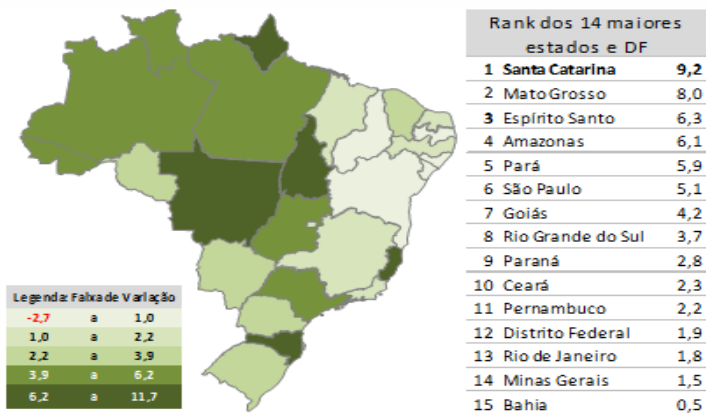 Rank dos 14 maiores
estados e DF
1 Santa Catarina 9,2
2 Mato Grosso 8,0
3 Espírito Santo 6,3
4 Amazonas 6,1
5 Pará 5,9
6 São Paulo 5,1
7 Goiás 4,2
8 Rio Grande do Sul 3,7
9 Paraná 2,8
10 Ceará 2,3
11 Pernambuco 2,2
12 Distrito Federal 1,9
13 Rio de Janeiro 1,8
14 Minas Gerais 1,5
15 Bahia 0,5
Legenda: Faixa de Variação
-2,7 a 1,0
1,0 a 2,2
2,2 a 3,9
3,9 a 6,2
6,2 a 11,7